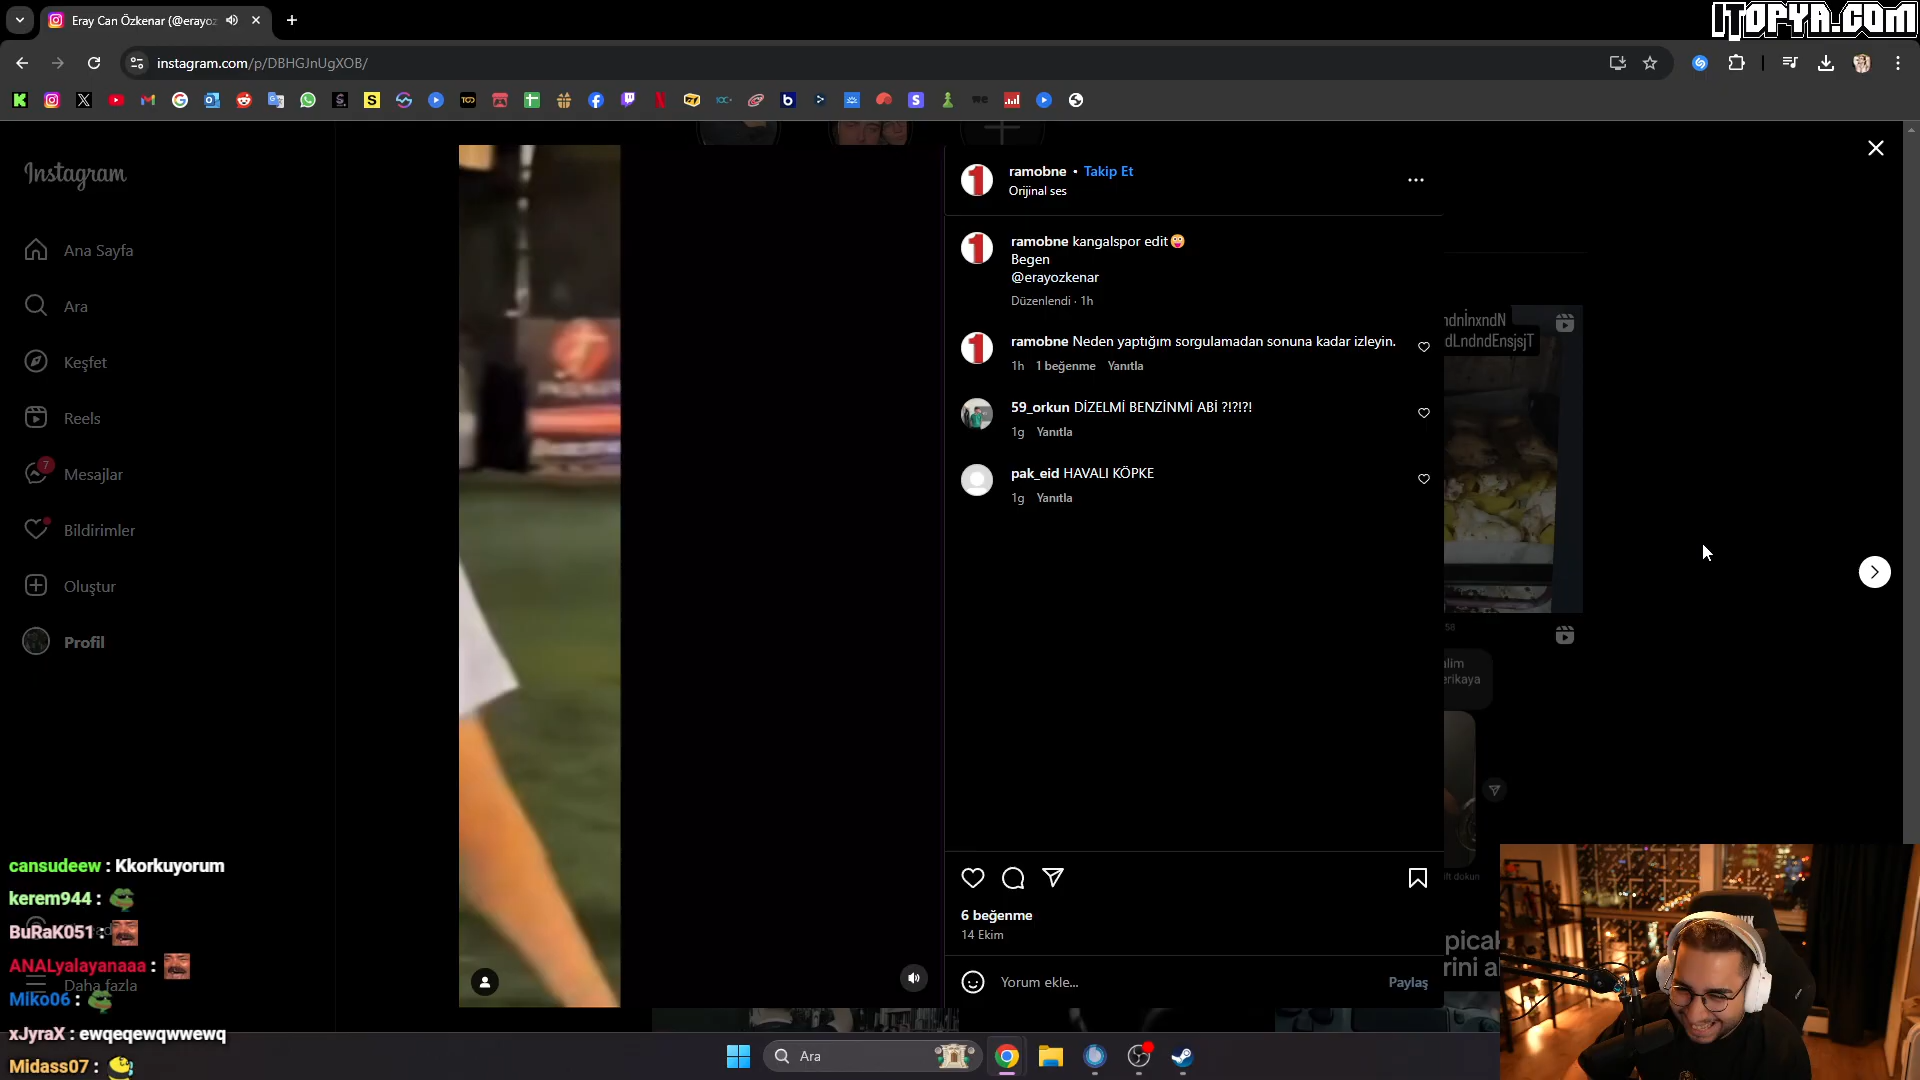 Eray Can Özkenar (@erayoz
ITOPYA.COM
instagram.com/p/DBHGJnUgXOB/
Instagram
Ana Sayfa
Ara
Keşfet
Reels
7
Mesajlar
Bildirimler
Oluştur
Profil
Daha fazla
ramobne • Takip Et
Orijinal ses
ramobne kangalspor edit
Begen
@erayozkenar
Düzenlendi · 1h
ramobne Neden yaptığım sorgulamadan sonuna kadar izleyin.
1h 1 beğenme Yanıtla
59_orkun DİZELMİ BENZİNMİ ABİ ?!?!?!
1g Yanıtla
pak_eid HAVALI KÖPKE
1g Yanıtla
6 beğenme
14 Ekim
Yorum ekle...
Paylaş
cansudeew : Kkorkuyorum
kerem944 :
BuRaK051 :
ANALyalayanaaa :
Miko06 :
xJyraX : ewqeqewqwwewq
Midass07 :
Ara